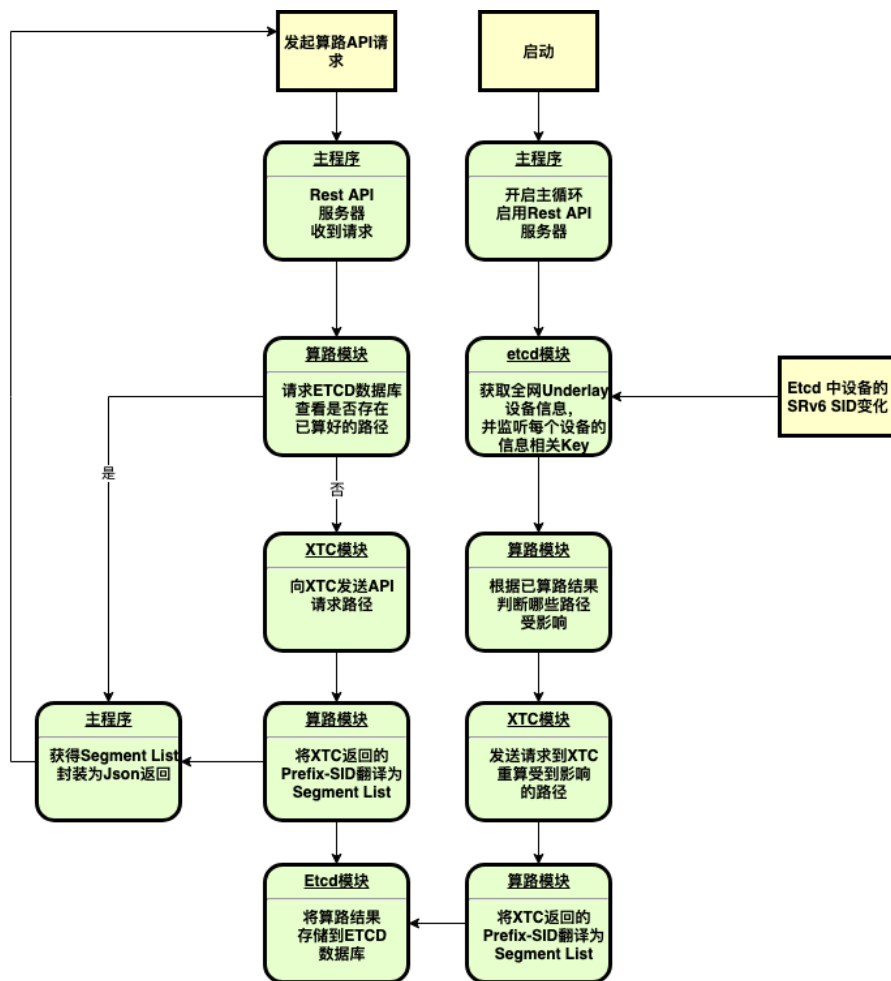 发起算路API请
求
启动
主程序
Rest API
服务器
收到请求
主程序
开启主循环
启用Rest API
服务器
算路模块
请求ETCD数据库
查看是否存在
已算好的路径
etcd模块
获取全网Underlay
设备信息,
并监听每个设备的
信息相关Key
Etcd 中设备的
SRv6 SID变化
是
否
XTC模块
向XTC发送API
请求路径
算路模块
根据已算路结果
判断哪些路径
受影响
主程序
获得Segment List
封装为Json返回
算路模块
将XTC返回的
Prefix-SID翻译为
Segment List
XTC模块
发送请求到XTC
重算受到影响
的路径
Etcd模块
将算路结果
存储到ETCD
数据库
算路模块
将XTC返回的
Prefix-SID翻译为
Segment List